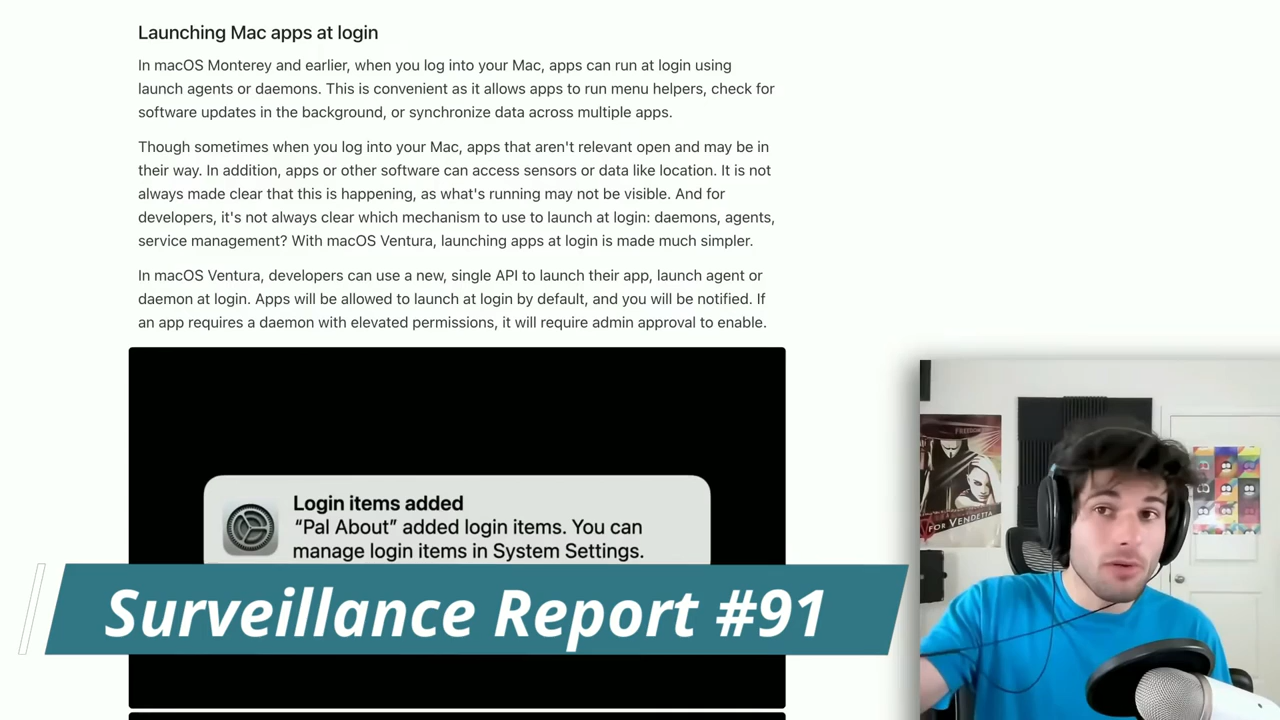 Launching Mac apps at login
In macOS Monterey and earlier, when you log into your Mac, apps can run at login using
launch agents or daemons. This is convenient as it allows apps to run menu helpers, check for
software updates in the background, or synchronize data across multiple apps.
Though sometimes when you log into your Mac, apps that aren't relevant open and may be in
their way. In addition, apps or other software can access sensors or data like location. It is not
always made clear that this is happening, as what's running may not be visible. And for
developers, it's not always clear which mechanism to use to launch at login: daemons, agents,
service management? With macOS Ventura, launching apps at login is made much simpler.
In macOS Ventura, developers can use a new, single API to launch their app, launch agent or
daemon at login. Apps will be allowed to launch at login by default, and you will be notified. If
an app requires a daemon with elevated permissions, it will require admin approval to enable.
Login items added
“Pal About” added login items. You can
manage login items in System Settings.
Surveillance Report #91
FOR VENDETTA